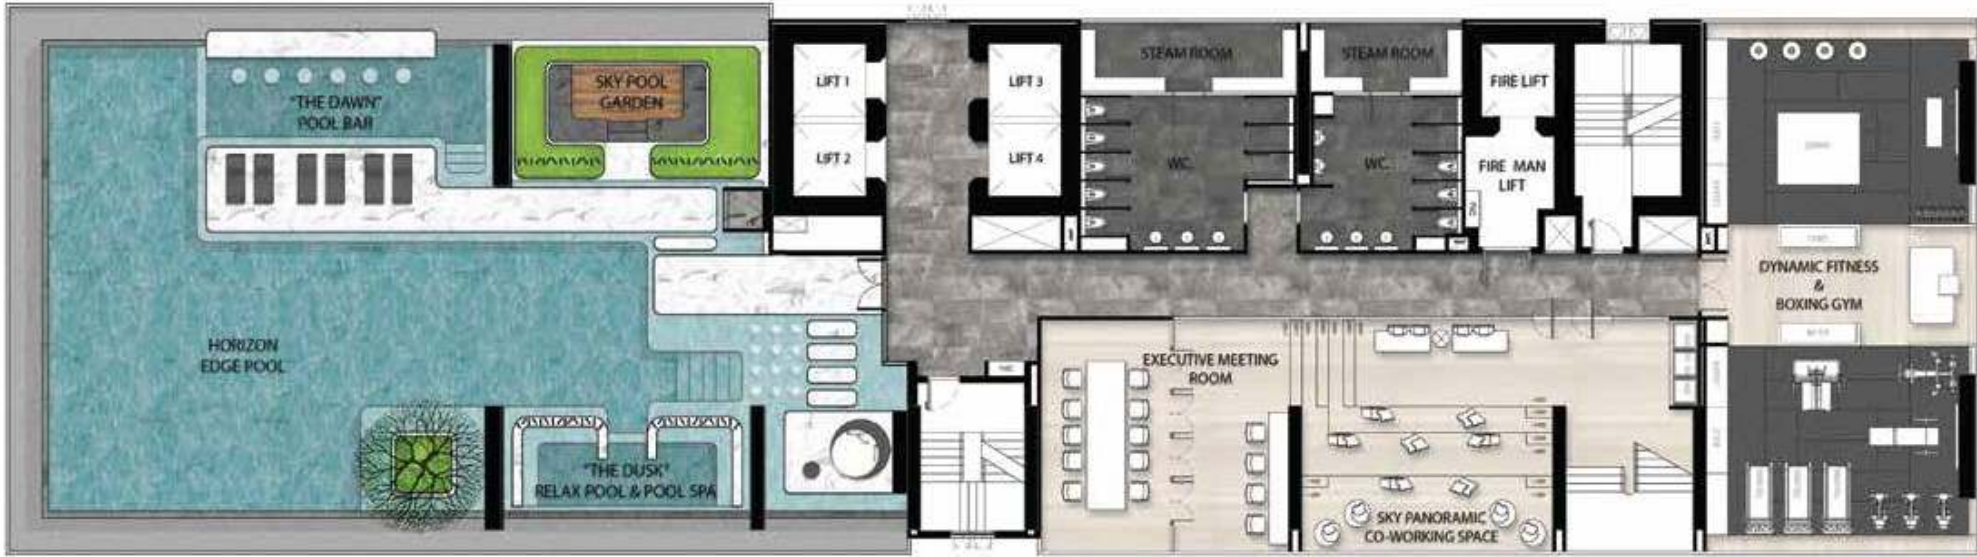 "THE DAWN"
POOL BAR
SKY POOL
GARDEN
LIFT 1
LIFT 2
LIFT 3
LIFT 4
STEAM ROOM
WC.
STEAM ROOM
WC.
FIRE LIFT
FIRE MAN
LIFT
DYNAMIC FITNESS
&
BOXING GYM
HORIZON
EDGE POOL
"THE DUSK"
RELAX POOL & POOL SPA
EXECUTIVE MEETING
ROOM
SKY PANORAMIC
CO-WORKING SPACE